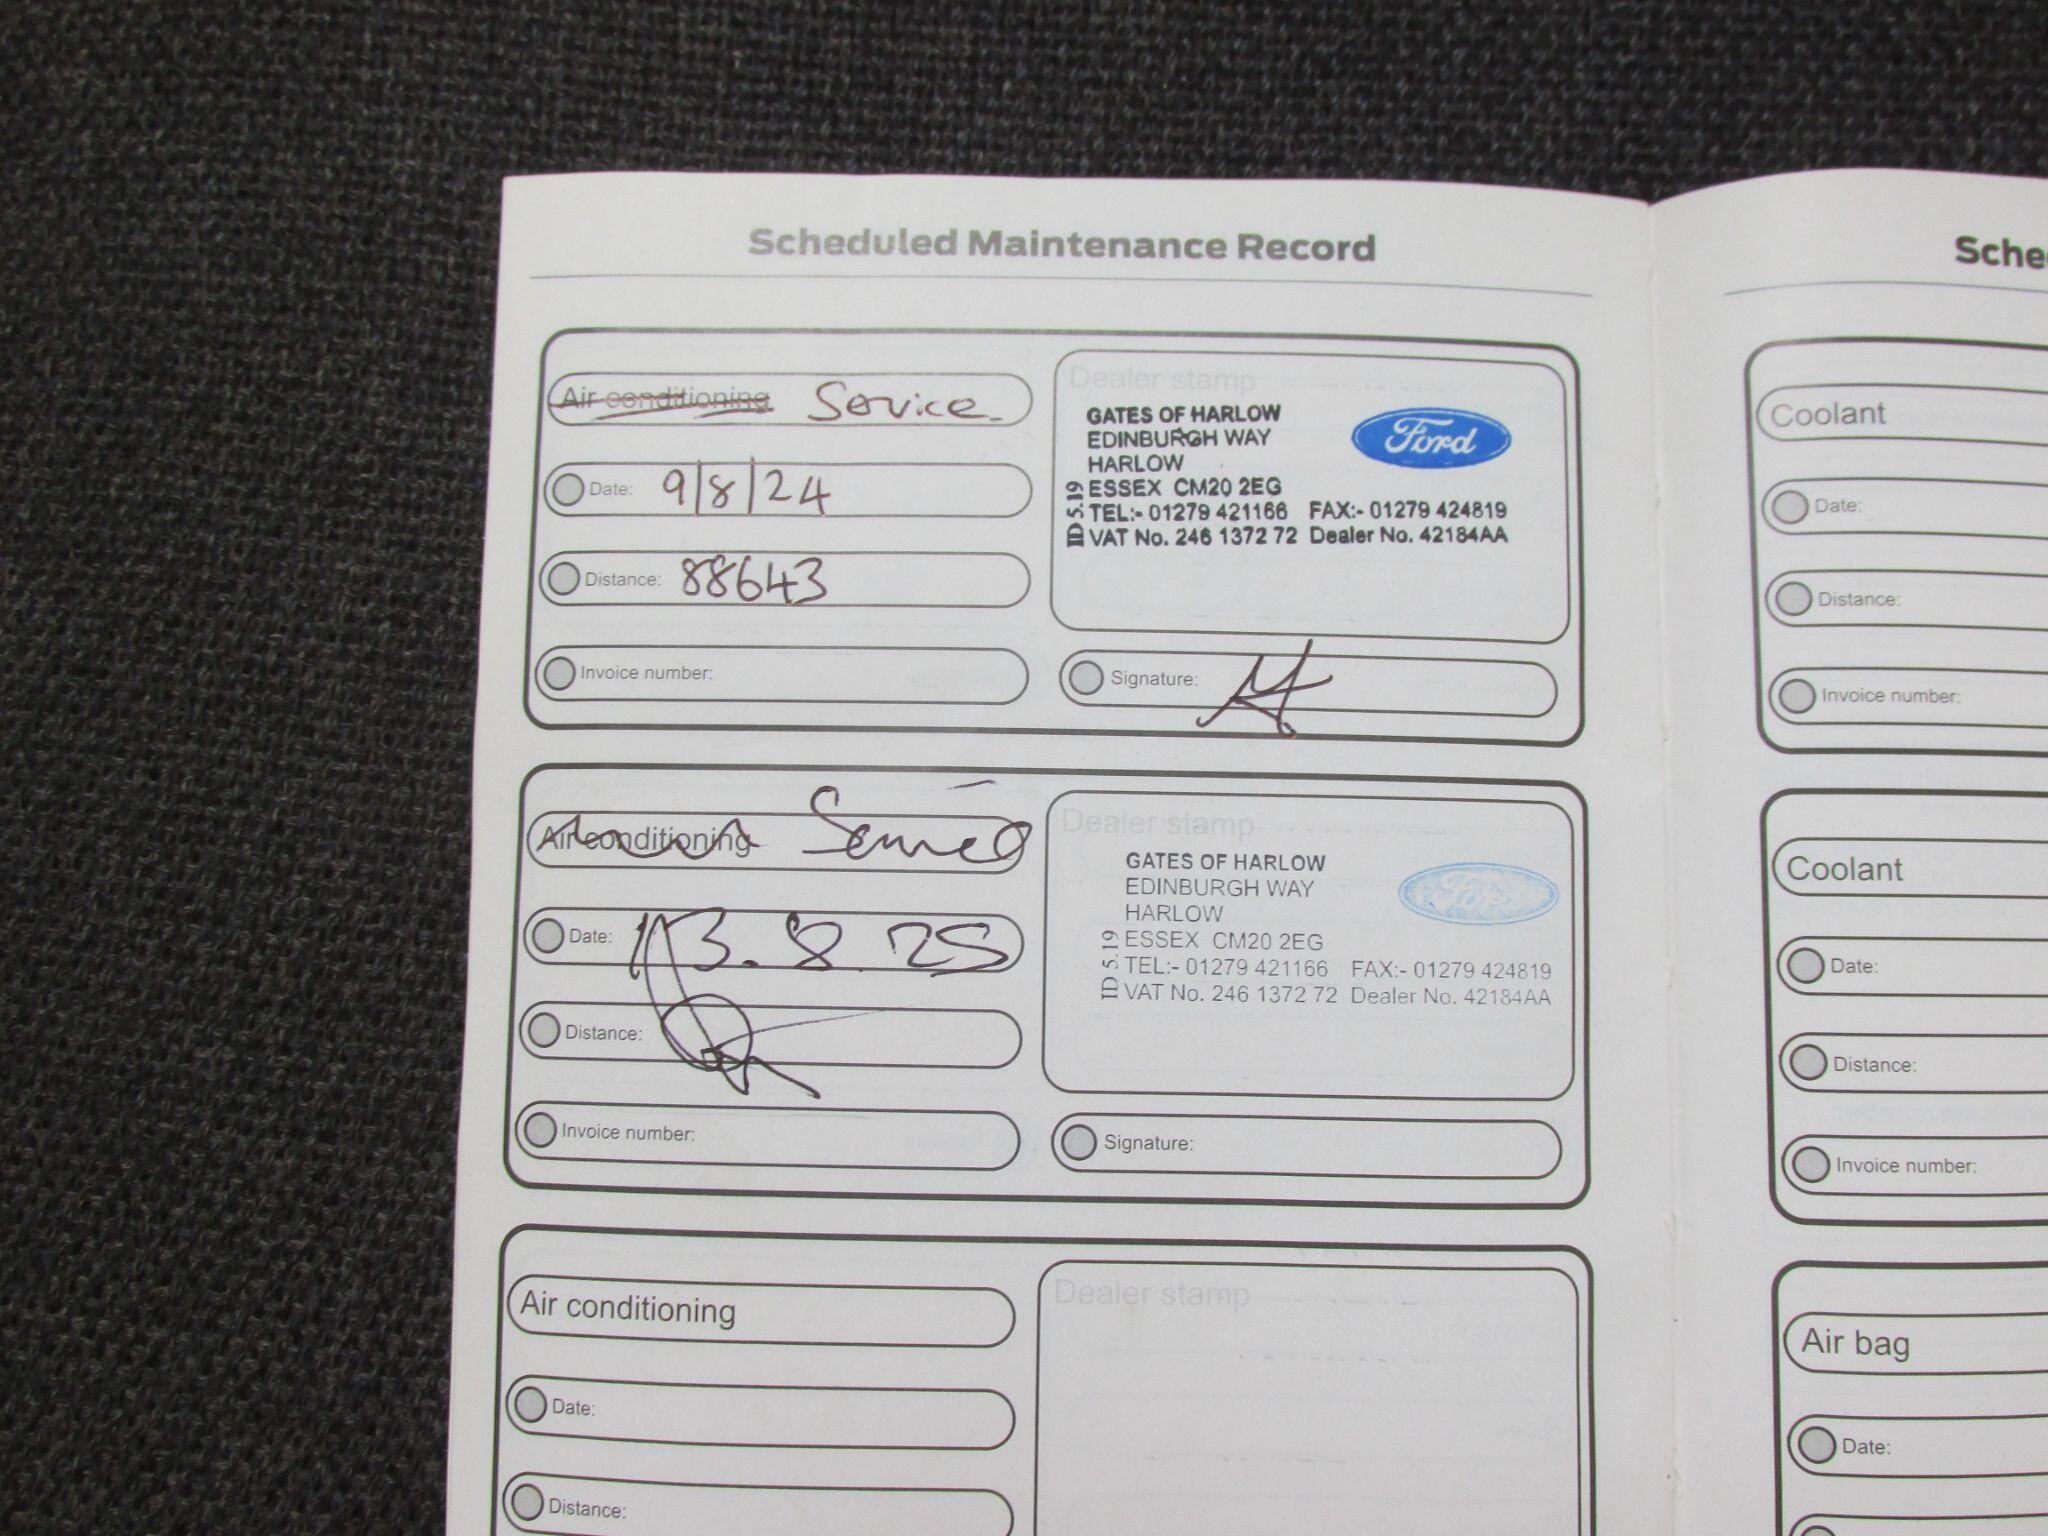 Scheduled Maintenance Record
Air conditioning Service.
Date: 9/8/24
Distance: 88643
Invoice number:
Dealer stamp
GATES OF HARLOW
EDINBURGH WAY
HARLOW
ESSEX CM20 2EG
TEL:- 01279 421166 FAX:- 01279 424819
VAT No. 246 1372 72 Dealer No. 42184AA
ID 5.19
Ford
Signature:
Air conditioning Service
Date: 13.8.25
Distance:
Invoice number:
Dealer stamp
GATES OF HARLOW
EDINBURGH WAY
HARLOW
ESSEX CM20 2EG
TEL:- 01279 421166 FAX:- 01279 424819
VAT No. 246 1372 72 Dealer No. 42184AA
ID 5.19
Ford
Signature:
Air conditioning
Date:
Distance:
Dealer stamp
Sche
Coolant
Date:
Distance:
Invoice number:
Coolant
Date:
Distance:
Invoice number:
Air bag
Date: